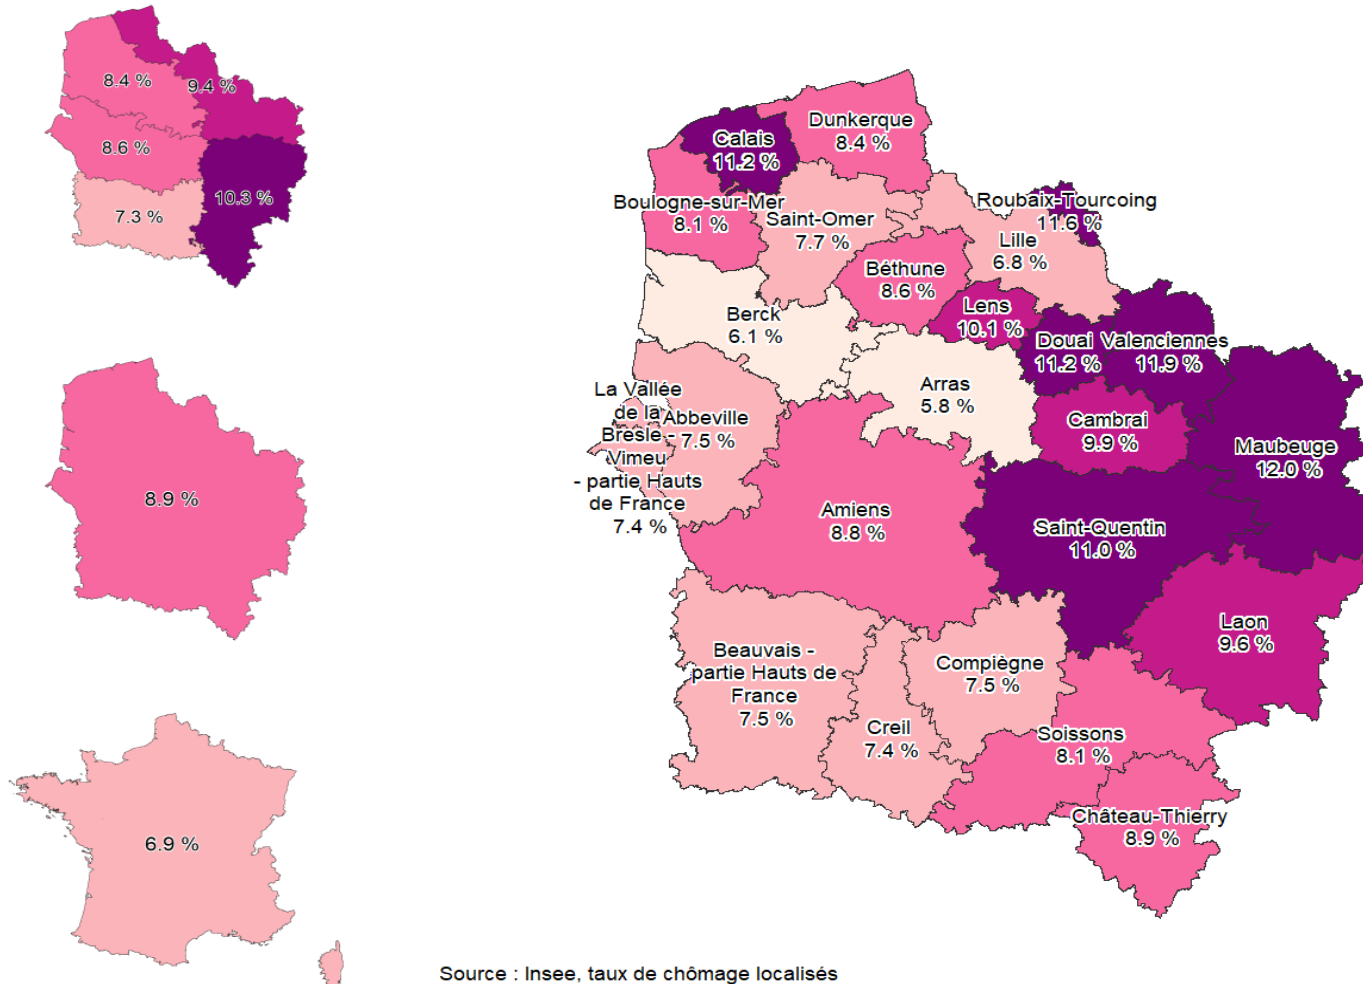 8.4 %
9.4 %
8.6 %
10.3 %
7.3 %
8.9 %
6.9 %
Dunkerque
8.4 %
Calais
11.2 %
Boulogne-sur-Mer
8.1 %
Saint-Omer
7.7 %
Roubaix-Tourcoing
11.6 %
Lille
6.8 %
Béthune
8.6 %
Berck
6.1 %
Lens
10.1 %
Douai
11.2 %
Valenciennes
11.9 %
Arras
5.8 %
La Vallée
de la
Bresle -
Vimeu
- partie Hauts
de France
7.4 %
Abbeville
7.5 %
Cambrai
9.9 %
Maubeuge
12.0 %
Amiens
8.8 %
Saint-Quentin
11.0 %
Laon
9.6 %
Beauvais -
partie Hauts de
France
7.5 %
Compiègne
7.5 %
Creil
7.4 %
Soissons
8.1 %
Château-Thierry
8.9 %
Source : Insee, taux de chômage localisés